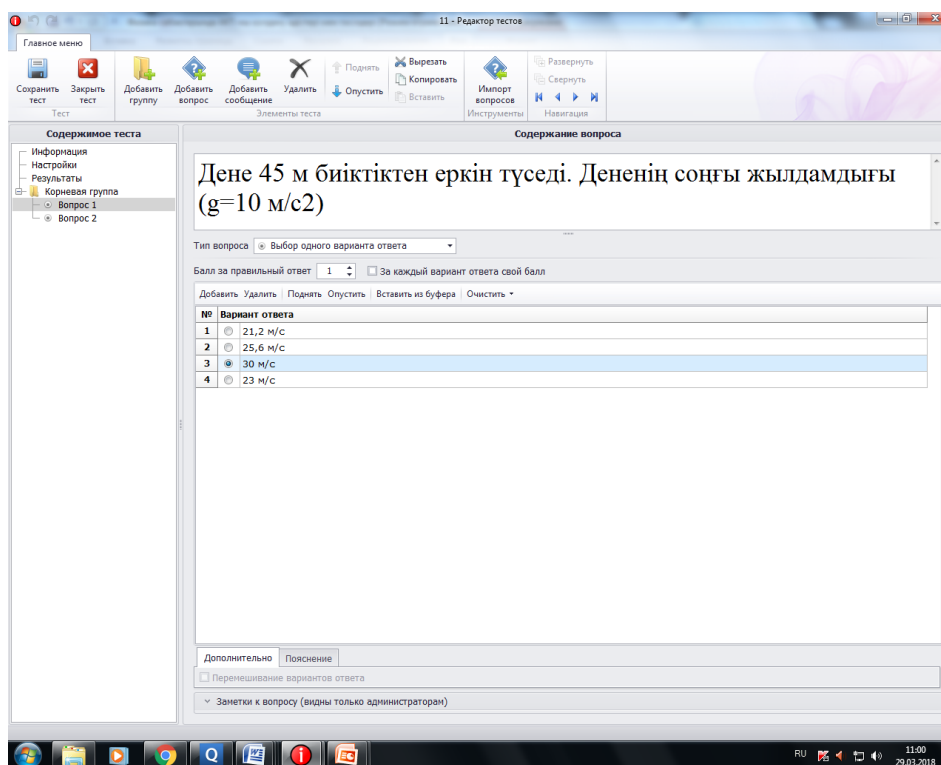 11 - Редактор тестов
Главное меню
Сохранить тест
Закрыть тест
Добавить группу
Добавить вопрос
Добавить сообщение
Удалить
Поднять
Опустить
Вырезать
Копировать
Вставить
Импорт вопросов
Развернуть
Свернуть
Тест
Элементы теста
Инструменты
Навигация
Содержимое теста
Информация
Настройки
Результаты
Корневая группа
Вопрос 1
Вопрос 2
Содержание вопроса
Дене 45 м биіктіктен еркін түседі. Дененің соңғы жылдамдығы
(g=10 м/с2)
Тип вопроса Выбор одного варианта ответа
Балл за правильный ответ 1 За каждый вариант ответа свой балл
Добавить Удалить Поднять Опустить Вставить из буфера Очистить
№ Вариант ответа
1 21,2 м/с
2 25,6 м/с
3 30 м/с
4 23 м/с
Дополнительно Пояснение
Перемешивание вариантов ответа
Заметки к вопросу (видны только администраторам)
RU 11:00
29.03.2018